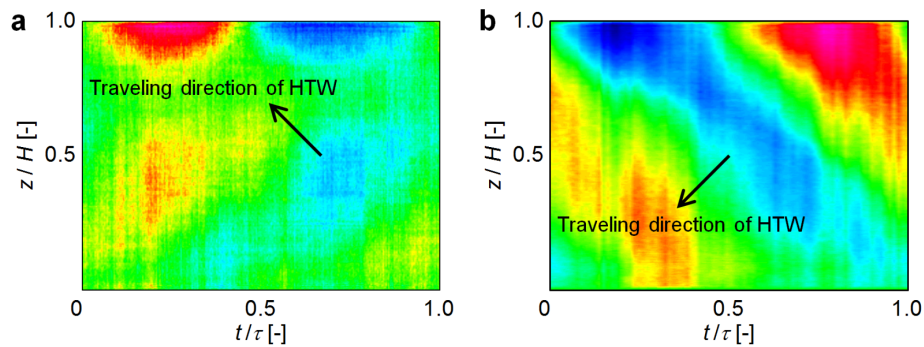 a
1.0
Traveling direction of HTW
0.5
z / H [-]
0
0.5
1.0
t/τ [-]
b
1.0
0.5
z / H [-]
Traveling direction of HTW
0
0.5
1.0
t/τ [-]